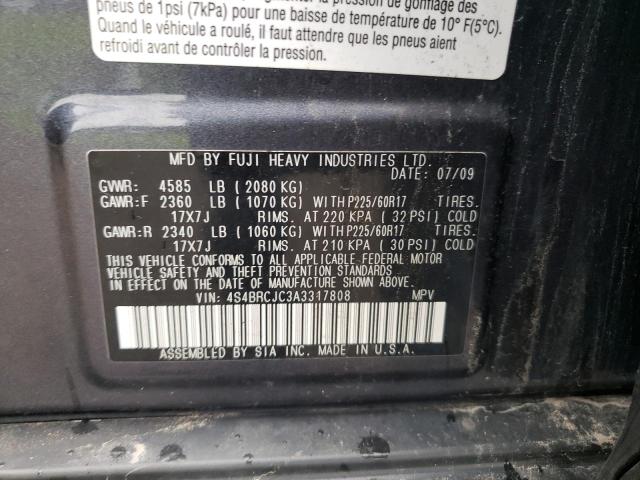 pneus de 1psi (7kPa) pour une baisse de température de 10° F(5°C).
Quand le véhicule a roulé, il faut attendre que les pneus aient
refroidi avant de contrôler la pression.
MFD BY FUJI HEAVY INDUSTRIES LTD.
DATE: 07/09
GVWR: 4585 LB ( 2080 KG)
GAWR:F 2360 LB ( 1070 KG) WITH P225/60R17 TIRES.
17X7J RIMS. AT 220 KPA ( 32 PSI) COLD
GAWR:R 2340 LB ( 1060 KG) WITH P225/60R17 TIRES.
17X7J RIMS. AT 210 KPA ( 30 PSI) COLD
THIS VEHICLE CONFORMS TO ALL APPLICABLE FEDERAL MOTOR
VEHICLE SAFETY AND THEFT PREVENTION STANDARDS IN EFFECT
ON THE DATE OF MANUFACTURE SHOWN ABOVE.
VIN: 4S4BRCJC3A3317808 MPV
ASSEMBLED BY SIA INC. MADE IN U.S.A.